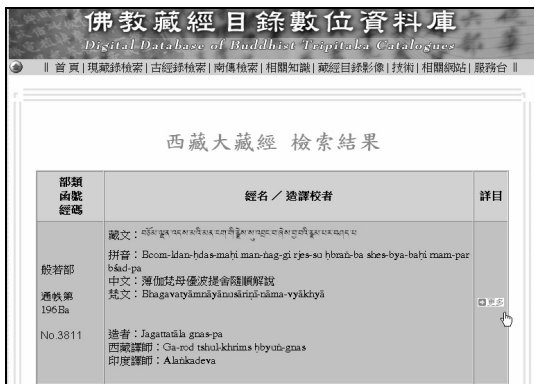 佛教藏經目錄數位資料庫
Digital Database of Buddhist Tripitaka Catalogues
‖ 首頁 | 現藏錄檢索 | 古經錄檢索 | 南傳檢索 | 相關知識 | 藏經目錄影像 | 技術 | 相關網站 | 服務台 ‖
西藏大藏經 檢索結果
部類
函號
經碼
經名／造譯校者
詳目
藏文：
拼音：Bcom-ldan-ḥdas-maḥi man-ṅag-gi rjes-su ḥbraṅ-ba shes-bya-baḥi rnam-par
bśad-pa
般若部
中文：薄伽梵母優波提舍隨順解說
通帙第
梵文：Bhagavatyāmnāyānusāriṇī-nāma-vyākhyā
196Ba
更多
No.3811
造者：Jagattatāla gnas-pa
西藏譯師：Ga-rod tshul-khrims ḥbyuṅ-gnas
印度譯師：Alaṅkadeva